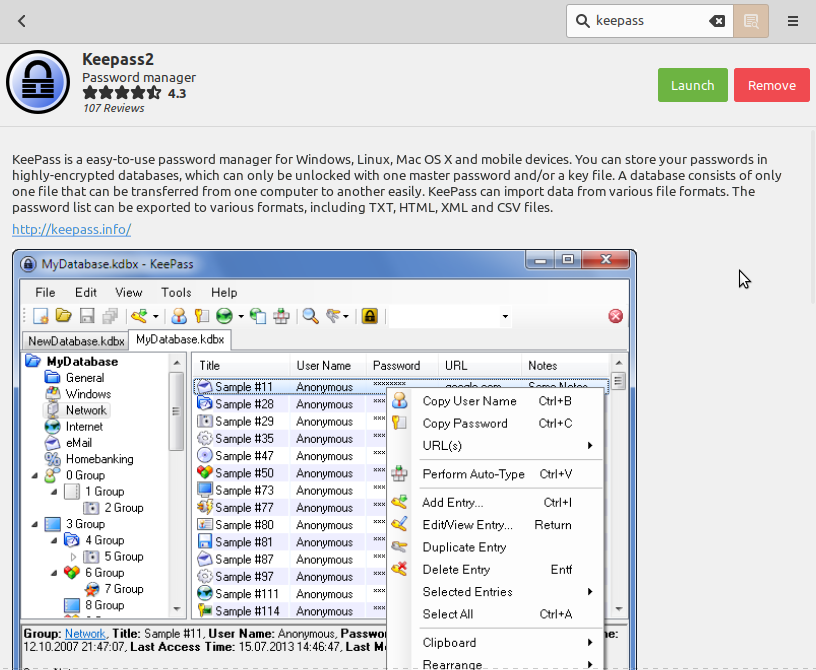 keepass
Keepass2
Password manager
4.3
107 Reviews
Launch
Remove
KeePass is a easy-to-use password manager for Windows, Linux, Mac OS X and mobile devices. You can store your passwords in
highly-encrypted databases, which can only be unlocked with one master password and/or a key file. A database consists of only
one file that can be transferred from one computer to another easily. KeePass can import data from various file formats. The
password list can be exported to various formats, including TXT, HTML, XML and CSV files.
http://keepass.info/
MyDatabase.kdbx - KeePass
File Edit View Tools Help
NewDatabase.kdbx MyDatabase.kdbx
MyDatabase
General
Windows
Network
Internet
eMail
Homebanking
0 Group
1 Group
2 Group
3 Group
4 Group
5 Group
6 Group
7 Group
8 Group
Title User Name Password URL Notes
Sample #11 Anonymous ******** google.com Some Notes
Sample #28 Anonymous ***
Sample #29 Anonymous ***
Sample #35 Anonymous ***
Sample #47 Anonymous ***
Sample #50 Anonymous ***
Sample #73 Anonymous ***
Sample #77 Anonymous ***
Sample #80 Anonymous ***
Sample #81 Anonymous ***
Sample #87 Anonymous ***
Sample #97 Anonymous ***
Sample #111 Anonymous ***
Sample #114 Anonymous ***
Copy User Name Ctrl+B
Copy Password Ctrl+C
URL(s)
Perform Auto-Type Ctrl+V
Add Entry... Ctrl+I
Edit/View Entry... Return
Duplicate Entry
Delete Entry Entf
Selected Entries
Select All Ctrl+A
Clipboard
Rearrange
Group: Network, Title: Sample #11, User Name: Anonymous, Passwor
12.10.2007 21:47:07, Last Access Time: 15.07.2013 14:46:47, Last M